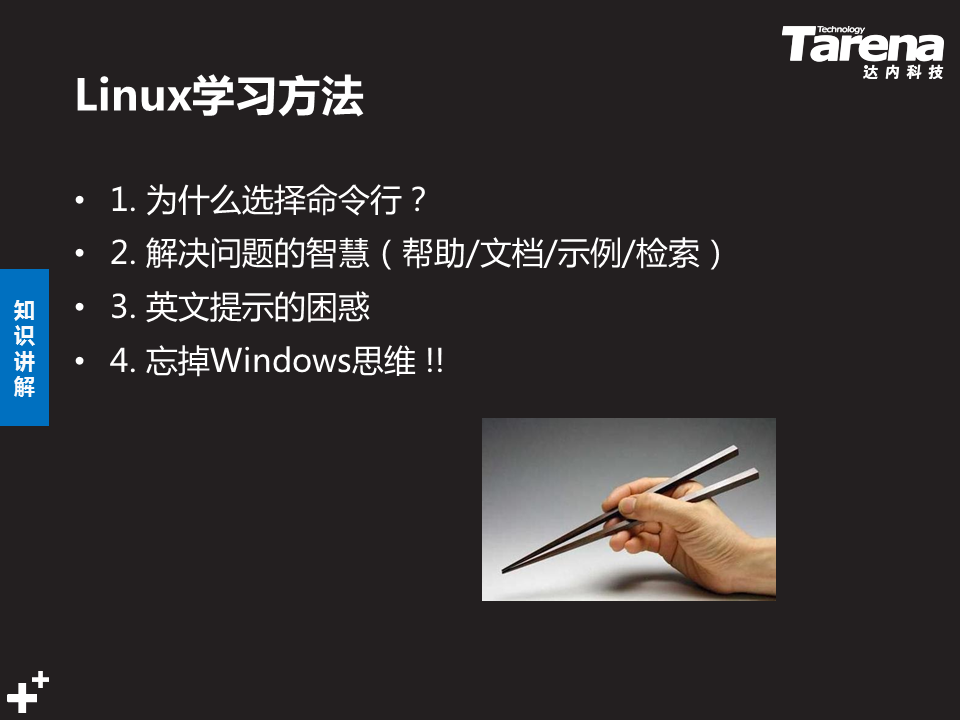 Technology
Tarena
达内科技
Linux学习方法
• 1. 为什么选择命令行？
• 2. 解决问题的智慧（帮助/文档/示例/检索）
• 3. 英文提示的困惑
• 4. 忘掉Windows思维 !!
知识讲解